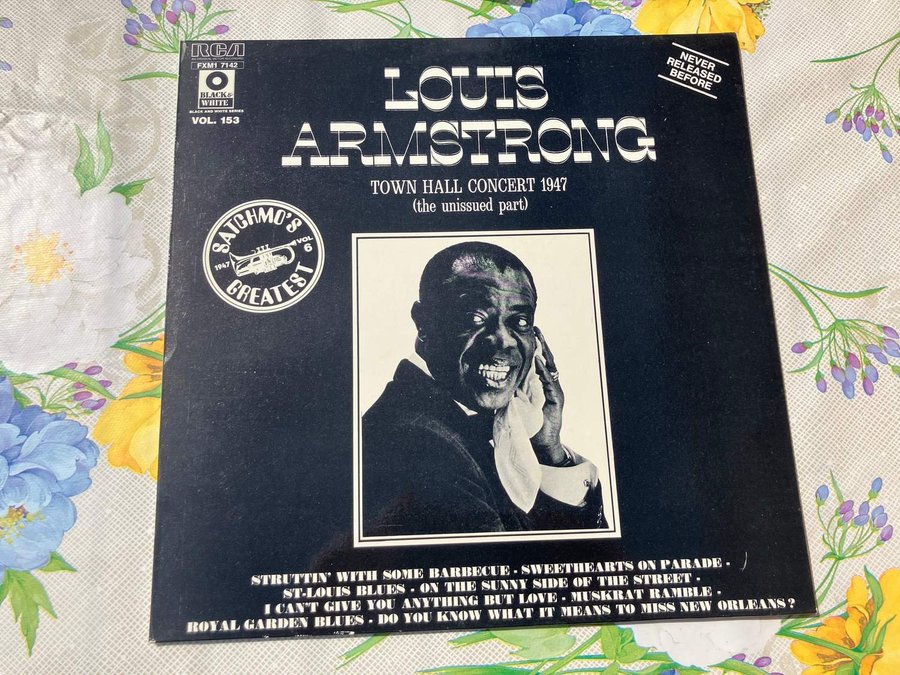 RCA
FXM1 7142
BLACK &
WHITE
BLACK AND WHITE SERIES
VOL. 153
NEVER
RELEASED
BEFORE
LOUIS
ARMSTRONG
TOWN HALL CONCERT 1947
(the unissued part)
SATCHMO'S
1947
VOL 6
GREATEST
STRUTTIN' WITH SOME BARBECUE - SWEETHEARTS ON PARADE -
ST-LOUIS BLUES - ON THE SUNNY SIDE OF THE STREET -
I CAN'T GIVE YOU ANYTHING BUT LOVE - MUSKRAT RAMBLE -
ROYAL GARDEN BLUES - DO YOU KNOW WHAT IT MEANS TO MISS NEW ORLEANS?